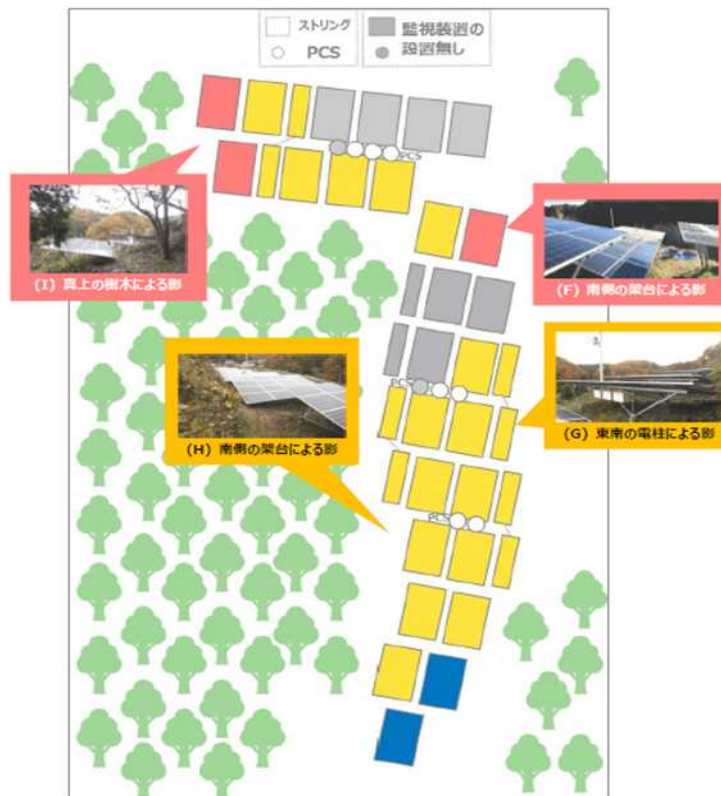 ストリング
PCS
監視装置の
設置無し
PCS
(I) 真上の樹木による影
(F) 南側の架台による影
PCS
(H) 南側の架台による影
(G) 東南の電柱による影
PCS